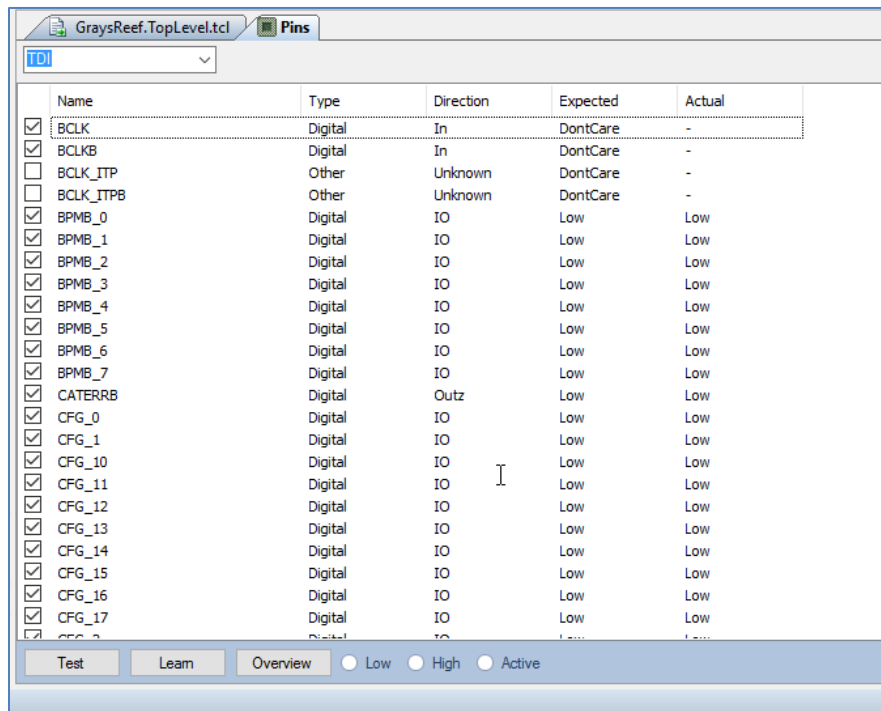 GraysReef.TopLevel.tcl Pins
TDI
Name Type Direction Expected Actual
BCLK Digital In DontCare -
BCLKB Digital In DontCare -
BCLK_ITP Other Unknown DontCare -
BCLK_ITPB Other Unknown DontCare -
BPMB_0 Digital IO Low Low
BPMB_1 Digital IO Low Low
BPMB_2 Digital IO Low Low
BPMB_3 Digital IO Low Low
BPMB_4 Digital IO Low Low
BPMB_5 Digital IO Low Low
BPMB_6 Digital IO Low Low
BPMB_7 Digital IO Low Low
CATERRB Digital Outz Low Low
CFG_0 Digital IO Low Low
CFG_1 Digital IO Low Low
CFG_10 Digital IO Low Low
CFG_11 Digital IO Low Low
CFG_12 Digital IO Low Low
CFG_13 Digital IO Low Low
CFG_14 Digital IO Low Low
CFG_15 Digital IO Low Low
CFG_16 Digital IO Low Low
CFG_17 Digital IO Low Low
Test Learn Overview Low High Active